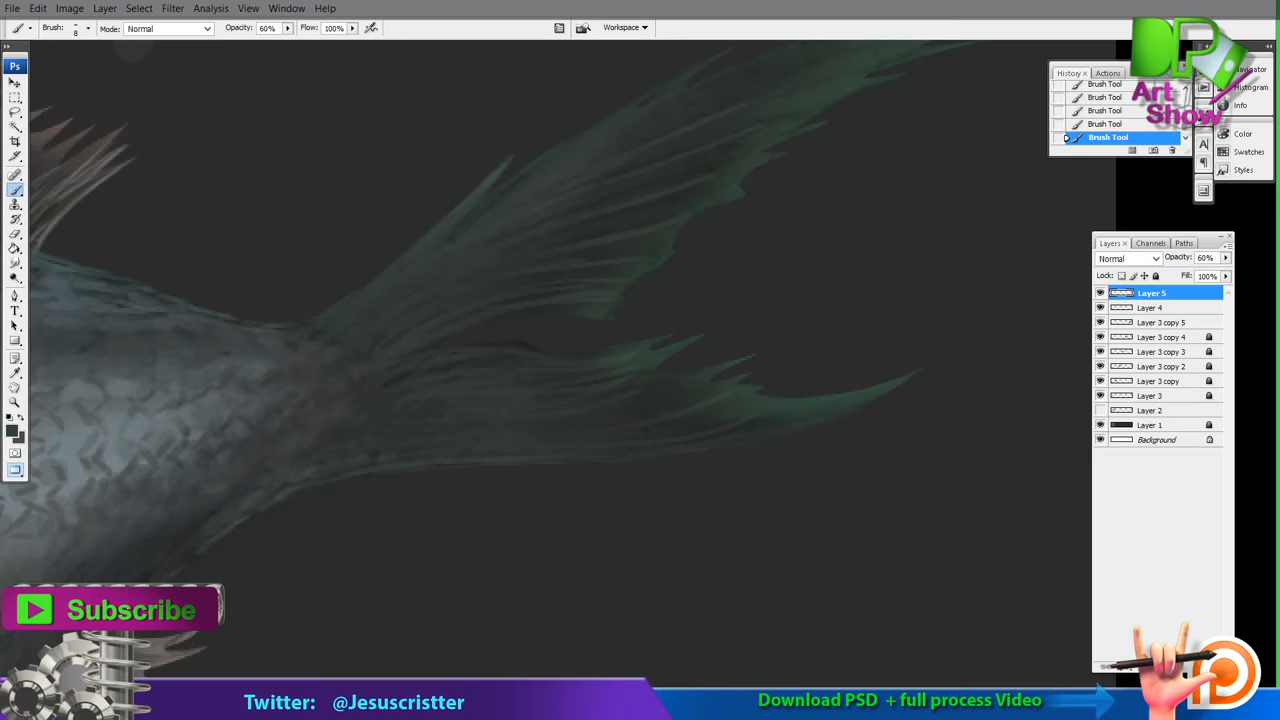 File Edit Image Layer Select Filter Analysis View Window Help
Brush: 8 Mode: Normal Opacity: 60% Flow: 100% Workspace
Ps
DP
Art
Show
History Actions
Brush Tool
Brush Tool
Brush Tool
Brush Tool
Brush Tool
Navigator
Histogram
Info
Color
Swatches
Styles
Layers Channels Paths
Normal Opacity: 60%
Lock: Fill: 100%
Layer 5
Layer 4
Layer 3 copy 5
Layer 3 copy 4
Layer 3 copy 3
Layer 3 copy 2
Layer 3 copy
Layer 3
Layer 2
Layer 1
Background
Subscribe
Twitter: @Jesuscristter
Download PSD + full process Video